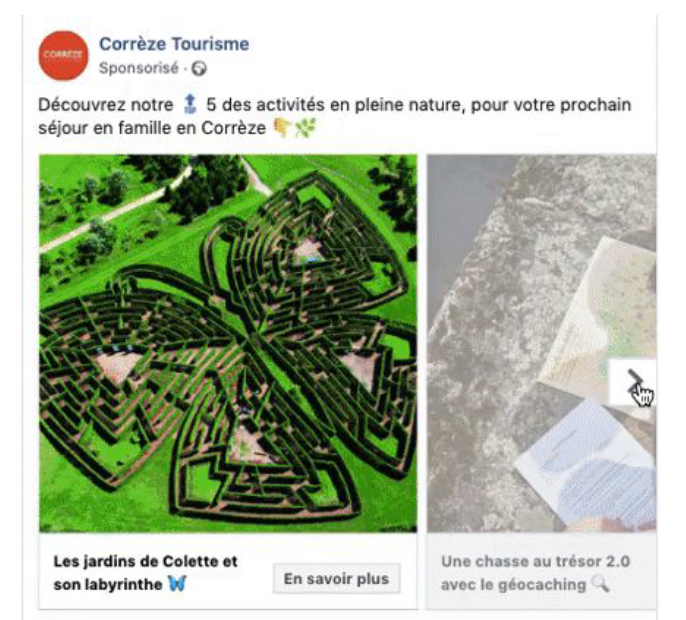 CORRÈZE
Corrèze Tourisme
Sponsorisé ·
Découvrez notre 🔝 5 des activités en pleine nature, pour votre prochain
séjour en famille en Corrèze
Les jardins de Colette et
son labyrinthe 🦋
En savoir plus
Une chasse au trésor 2.0
avec le géocaching 🔍